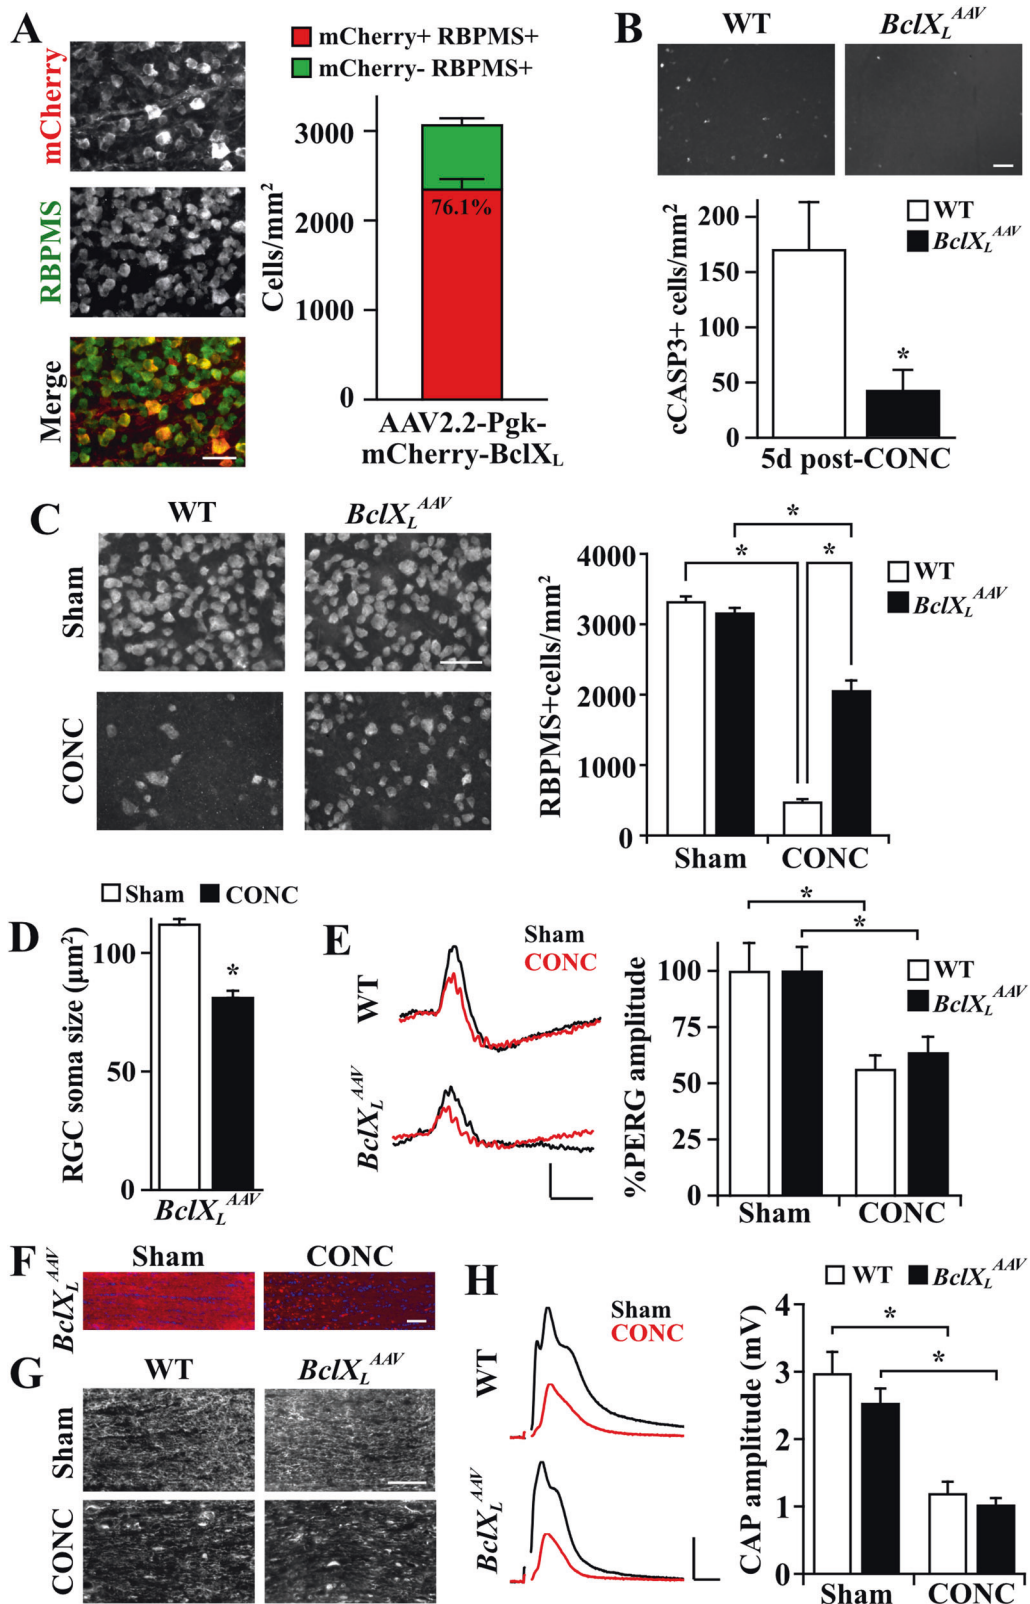 A
mCherry
RBPMS
Merge
mCherry+ RBPMS+
mCherry- RBPMS+
Cells/mm²
3000
2000
1000
0
76.1%
AAV2.2-Pgk-
mCherry-BclXL
B
WT
BclXL AAV
cCASP3+ cells/mm²
200
150
100
50
0
WT
BclXL AAV
*
5d post-CONC
C
WT
BclXL AAV
Sham
CONC
RBPMS+cells/mm²
4000
3000
2000
1000
0
*
* *
WT
BclXL AAV
Sham CONC
D
Sham CONC
RGC soma size (µm²)
100
50
0
*
BclXL AAV
E
Sham
CONC
WT
BclXL AAV
%PERG amplitude
100
75
50
25
0
*
*
WT
BclXL AAV
Sham CONC
F
Sham CONC
BclXL AAV
G
WT BclXL AAV
Sham
CONC
H
Sham
CONC
WT
BclXL AAV
WT BclXL AAV
CAP amplitude (mV)
4
3
2
1
0
*
*
Sham CONC